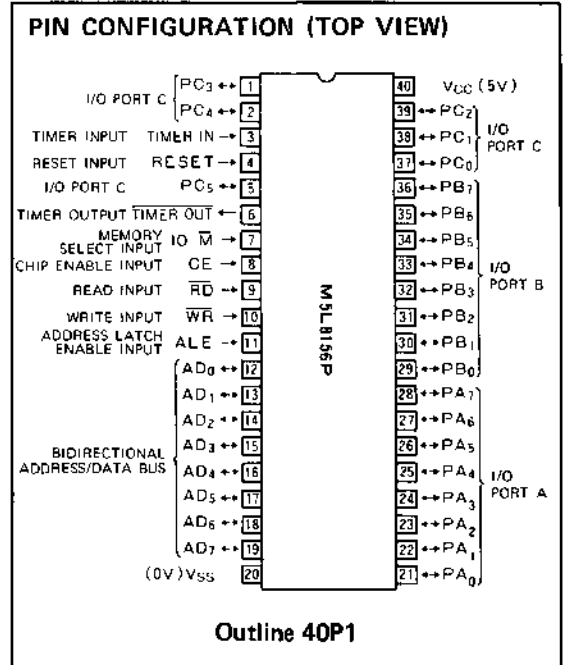 PIN CONFIGURATION (TOP VIEW)
I/O PORT C
PC3 ↔ 1
PC4 ↔ 2
TIMER INPUT TIMER IN → 3
RESET INPUT RESET → 4
I/O PORT C PC5 ↔ 5
TIMER OUTPUT TIMER OUT ← 6
MEMORY SELECT INPUT IO M → 7
CHIP ENABLE INPUT CE → 8
READ INPUT RD → 9
WRITE INPUT WR → 10
ADDRESS LATCH ENABLE INPUT ALE → 11
BIDIRECTIONAL ADDRESS/DATA BUS
AD0 ↔ 12
AD1 ↔ 13
AD2 ↔ 14
AD3 ↔ 15
AD4 ↔ 16
AD5 ↔ 17
AD6 ↔ 18
AD7 ↔ 19
(0V) VSS 20
M5L8156P
40 VCC (5V)
39 ↔ PC2
38 ↔ PC1
37 ↔ PC0
I/O PORT C
36 ↔ PB7
35 ↔ PB6
34 ↔ PB5
33 ↔ PB4
32 ↔ PB3
31 ↔ PB2
30 ↔ PB1
29 ↔ PB0
I/O PORT B
28 ↔ PA7
27 ↔ PA6
26 ↔ PA5
25 ↔ PA4
24 ↔ PA3
23 ↔ PA2
22 ↔ PA1
21 ↔ PA0
I/O PORT A
Outline 40P1